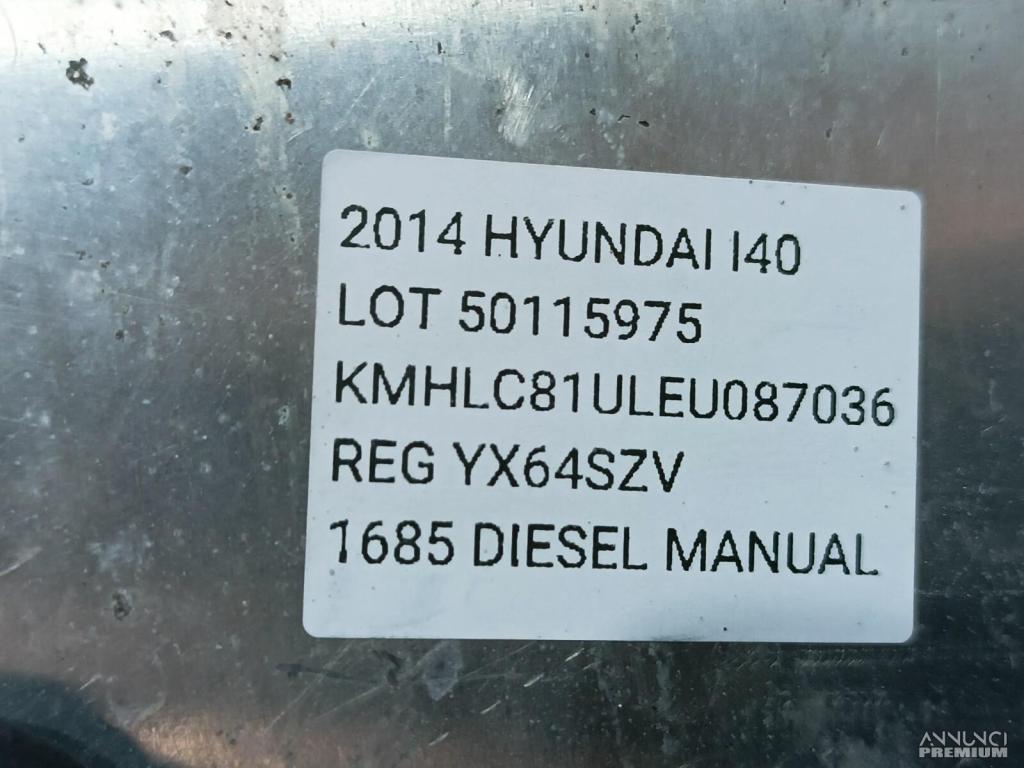 2014 HYUNDAI I40
LOT 50115975
KMHLC81ULEU087036
REG YX64SZV
1685 DIESEL MANUAL
ANNUNCI
PREMIUM